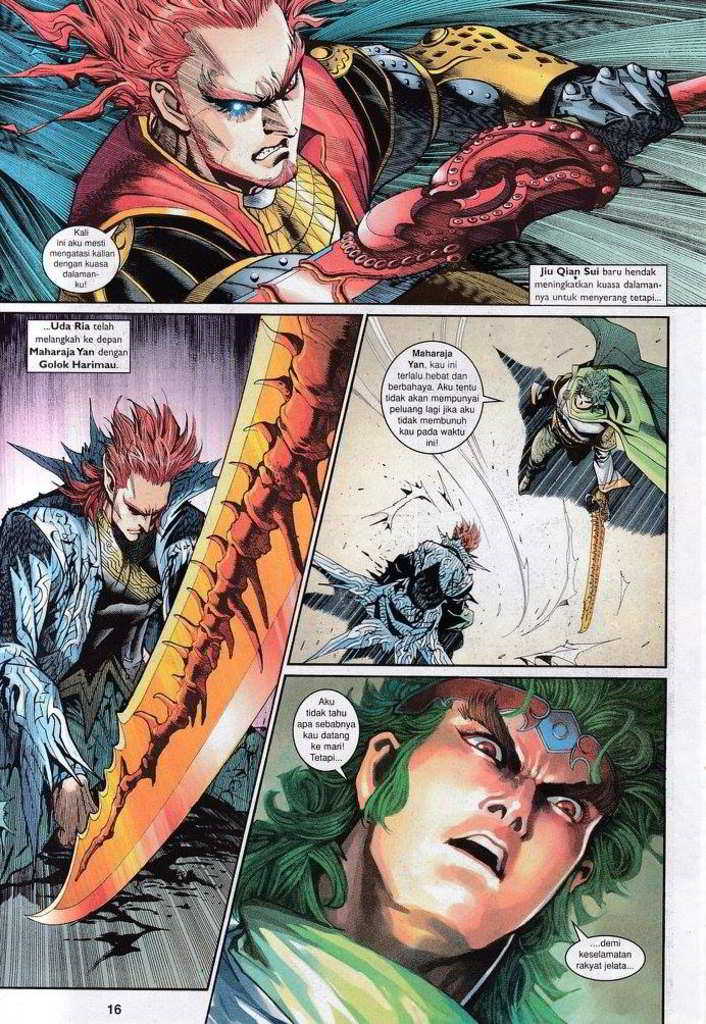 Kali
ini aku mesti
mengatasi kalian
dengan kuasa
dalaman-
ku!
Jiu Qian Sui baru hendak
meningkatkan kuasa dalaman-
nya untuk menyerang tetapi...
...Uda Ria telah
melangkah ke depan
Maharaja Yan dengan
Golok Harimau.
Maharaja
Yan, kau ini
terlalu hebat dan
berbahaya. Aku tentu
tidak akan mempunyai
peluang lagi jika aku
tidak membunuh
kau pada waktu
ini!
Aku
tidak tahu
apa sebabnya
kau datang
ke mari!
Tetapi...
....demi
keselamatan
rakyat jelata...
16